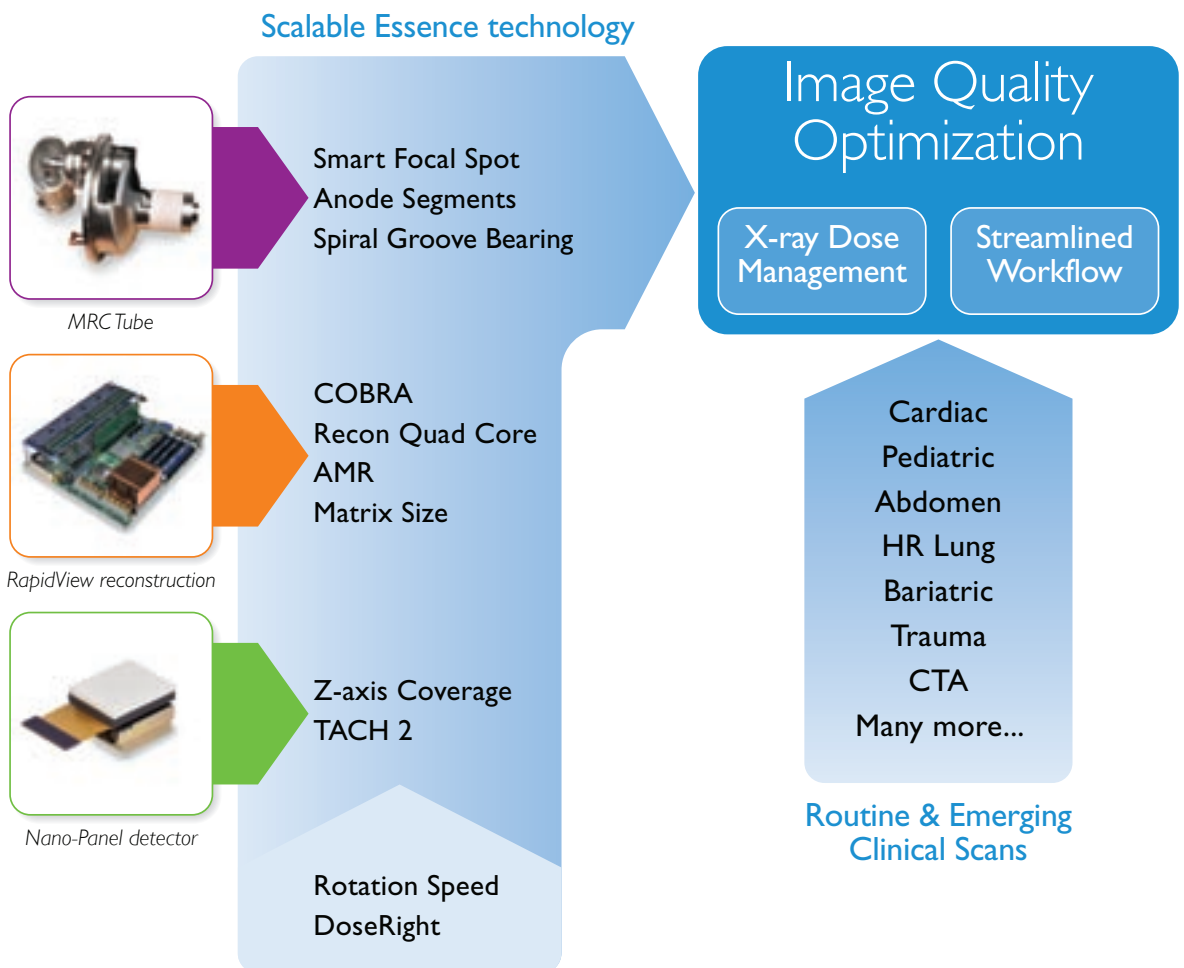 Scalable Essence technology
Image Quality
Optimization
X-ray Dose
Management
Streamlined
Workflow
MRC Tube
Smart Focal Spot
Anode Segments
Spiral Groove Bearing
RapidView reconstruction
COBRA
Recon Quad Core
AMR
Matrix Size
Nano-Panel detector
Z-axis Coverage
TACH 2
Rotation Speed
DoseRight
Cardiac
Pediatric
Abdomen
HR Lung
Bariatric
Trauma
CTA
Many more...
Routine & Emerging
Clinical Scans